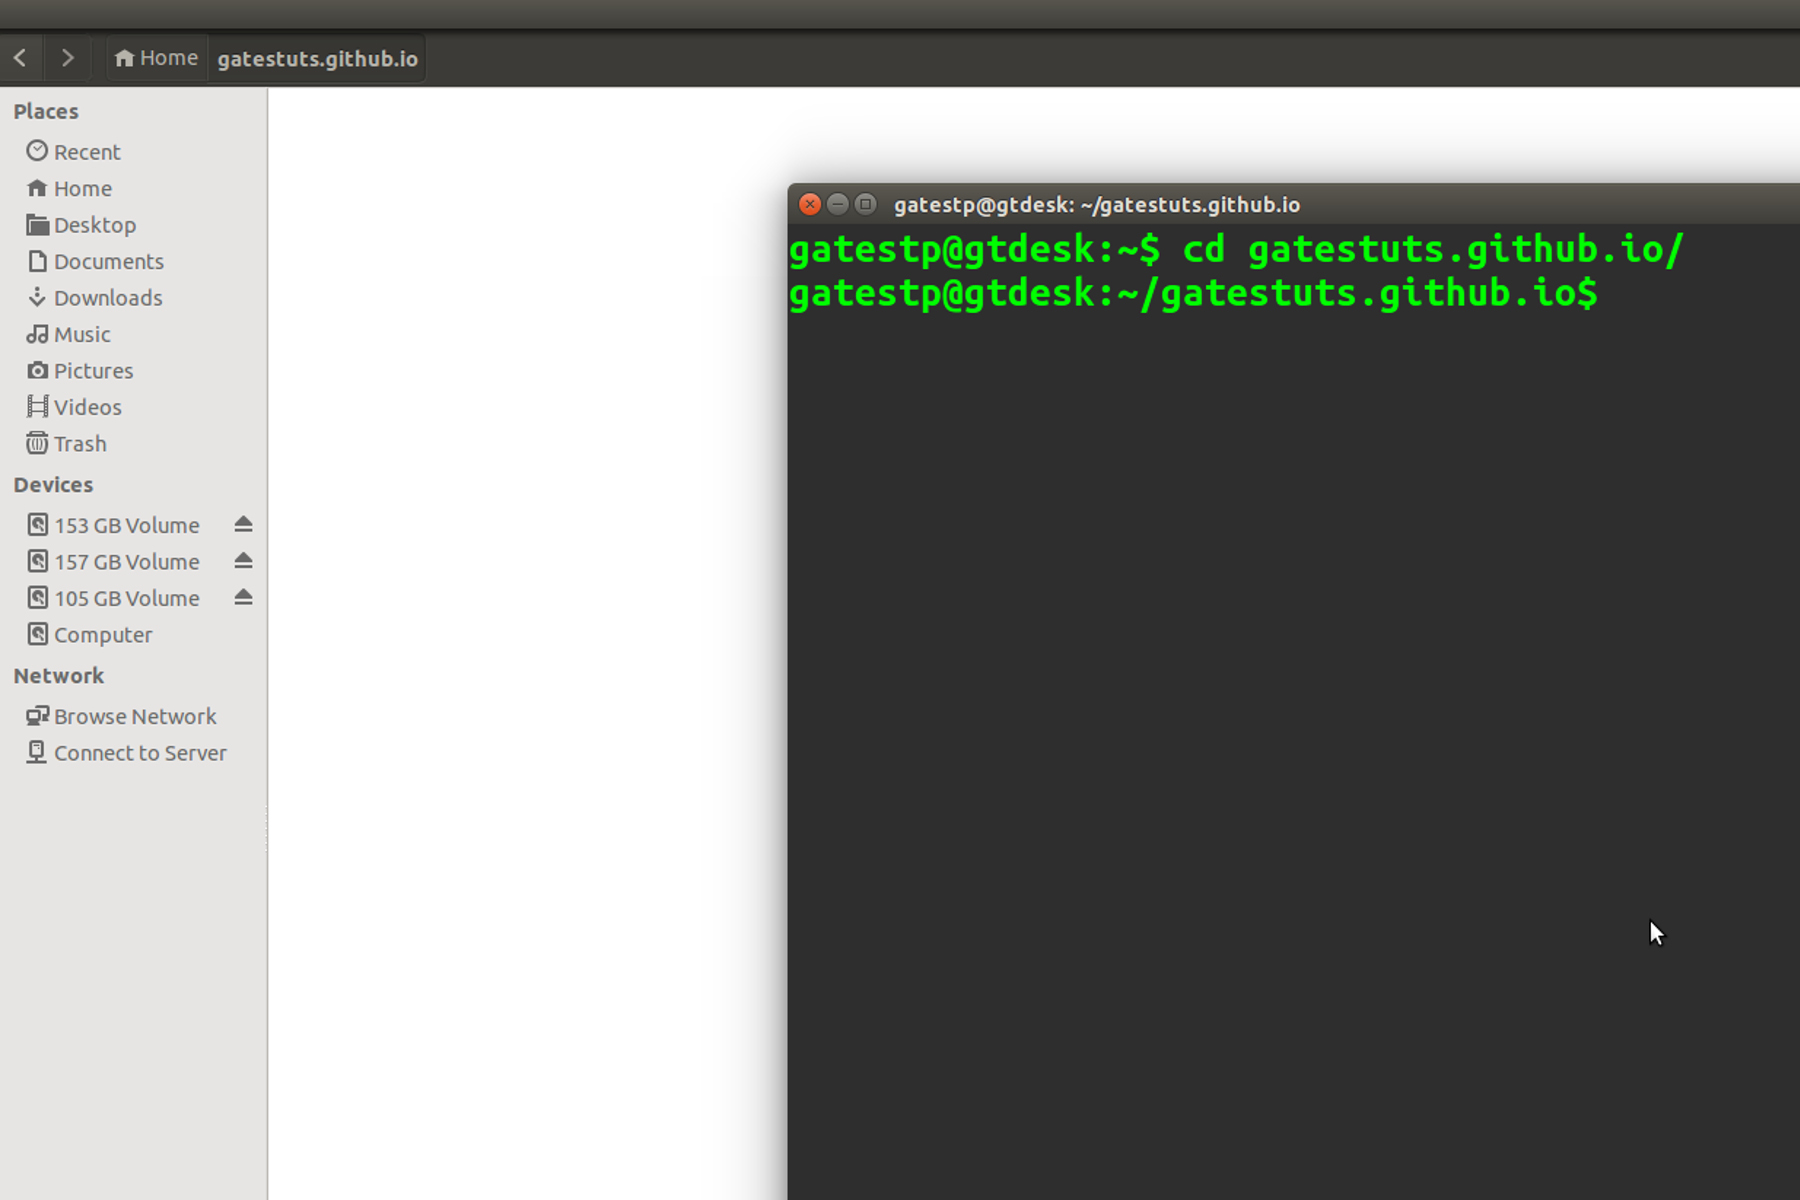 Home gatestuts.github.io
Places
Recent
Home
Desktop
Documents
Downloads
Music
Pictures
Videos
Trash
Devices
153 GB Volume
157 GB Volume
105 GB Volume
Computer
Network
Browse Network
Connect to Server
gatestp@gtdesk: ~/gatestuts.github.io
gatestp@gtdesk:~$ cd gatestuts.github.io/
gatestp@gtdesk:~/gatestuts.github.io$